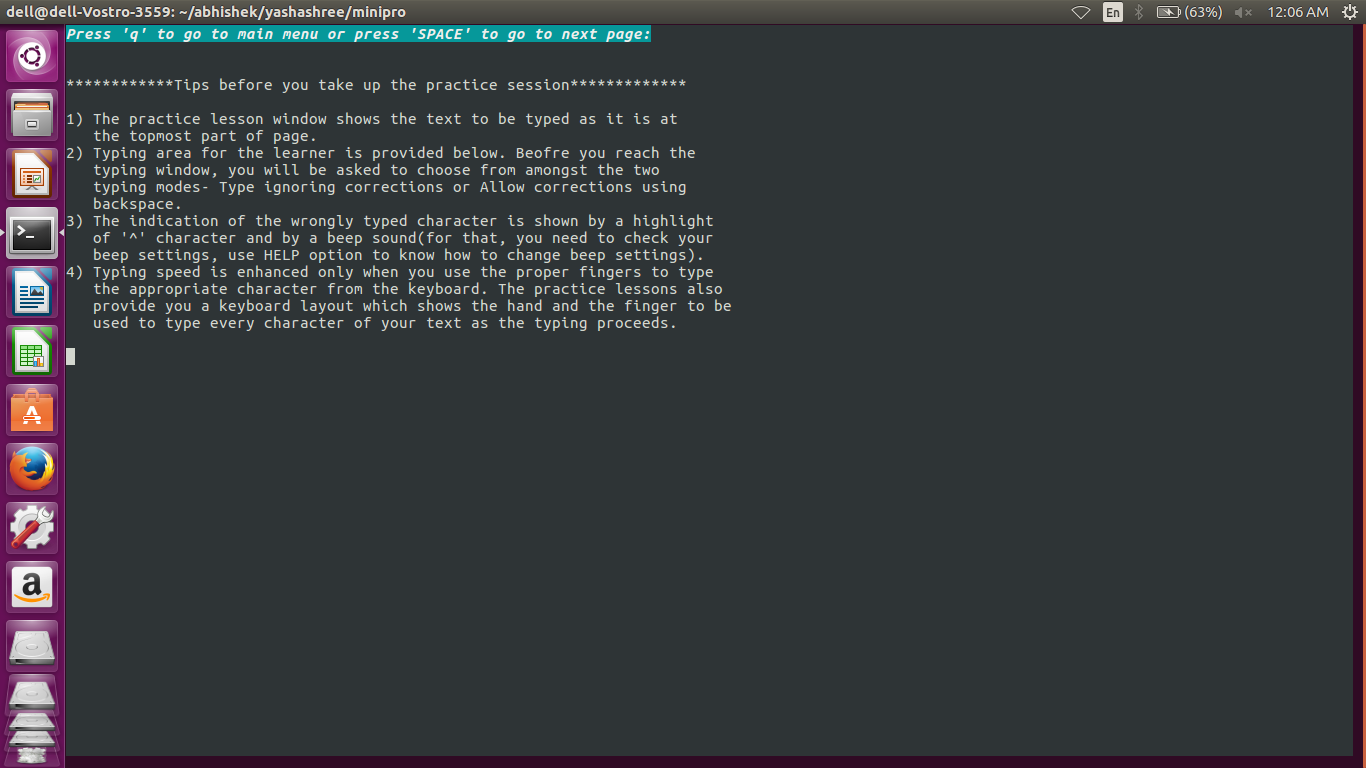 dell@dell-Vostro-3559: ~/abhishek/yashashree/minipro
En
(63%)
12:06 AM
Press 'q' to go to main menu or press 'SPACE' to go to next page:
************Tips before you take up the practice session*************
1) The practice lesson window shows the text to be typed as it is at
the topmost part of page.
2) Typing area for the learner is provided below. Beofre you reach the
typing window, you will be asked to choose from amongst the two
typing modes- Type ignoring corrections or Allow corrections using
backspace.
3) The indication of the wrongly typed character is shown by a highlight
of '^' character and by a beep sound(for that, you need to check your
beep settings, use HELP option to know how to change beep settings).
4) Typing speed is enhanced only when you use the proper fingers to type
the appropriate character from the keyboard. The practice lessons also
provide you a keyboard layout which shows the hand and the finger to be
used to type every character of your text as the typing proceeds.